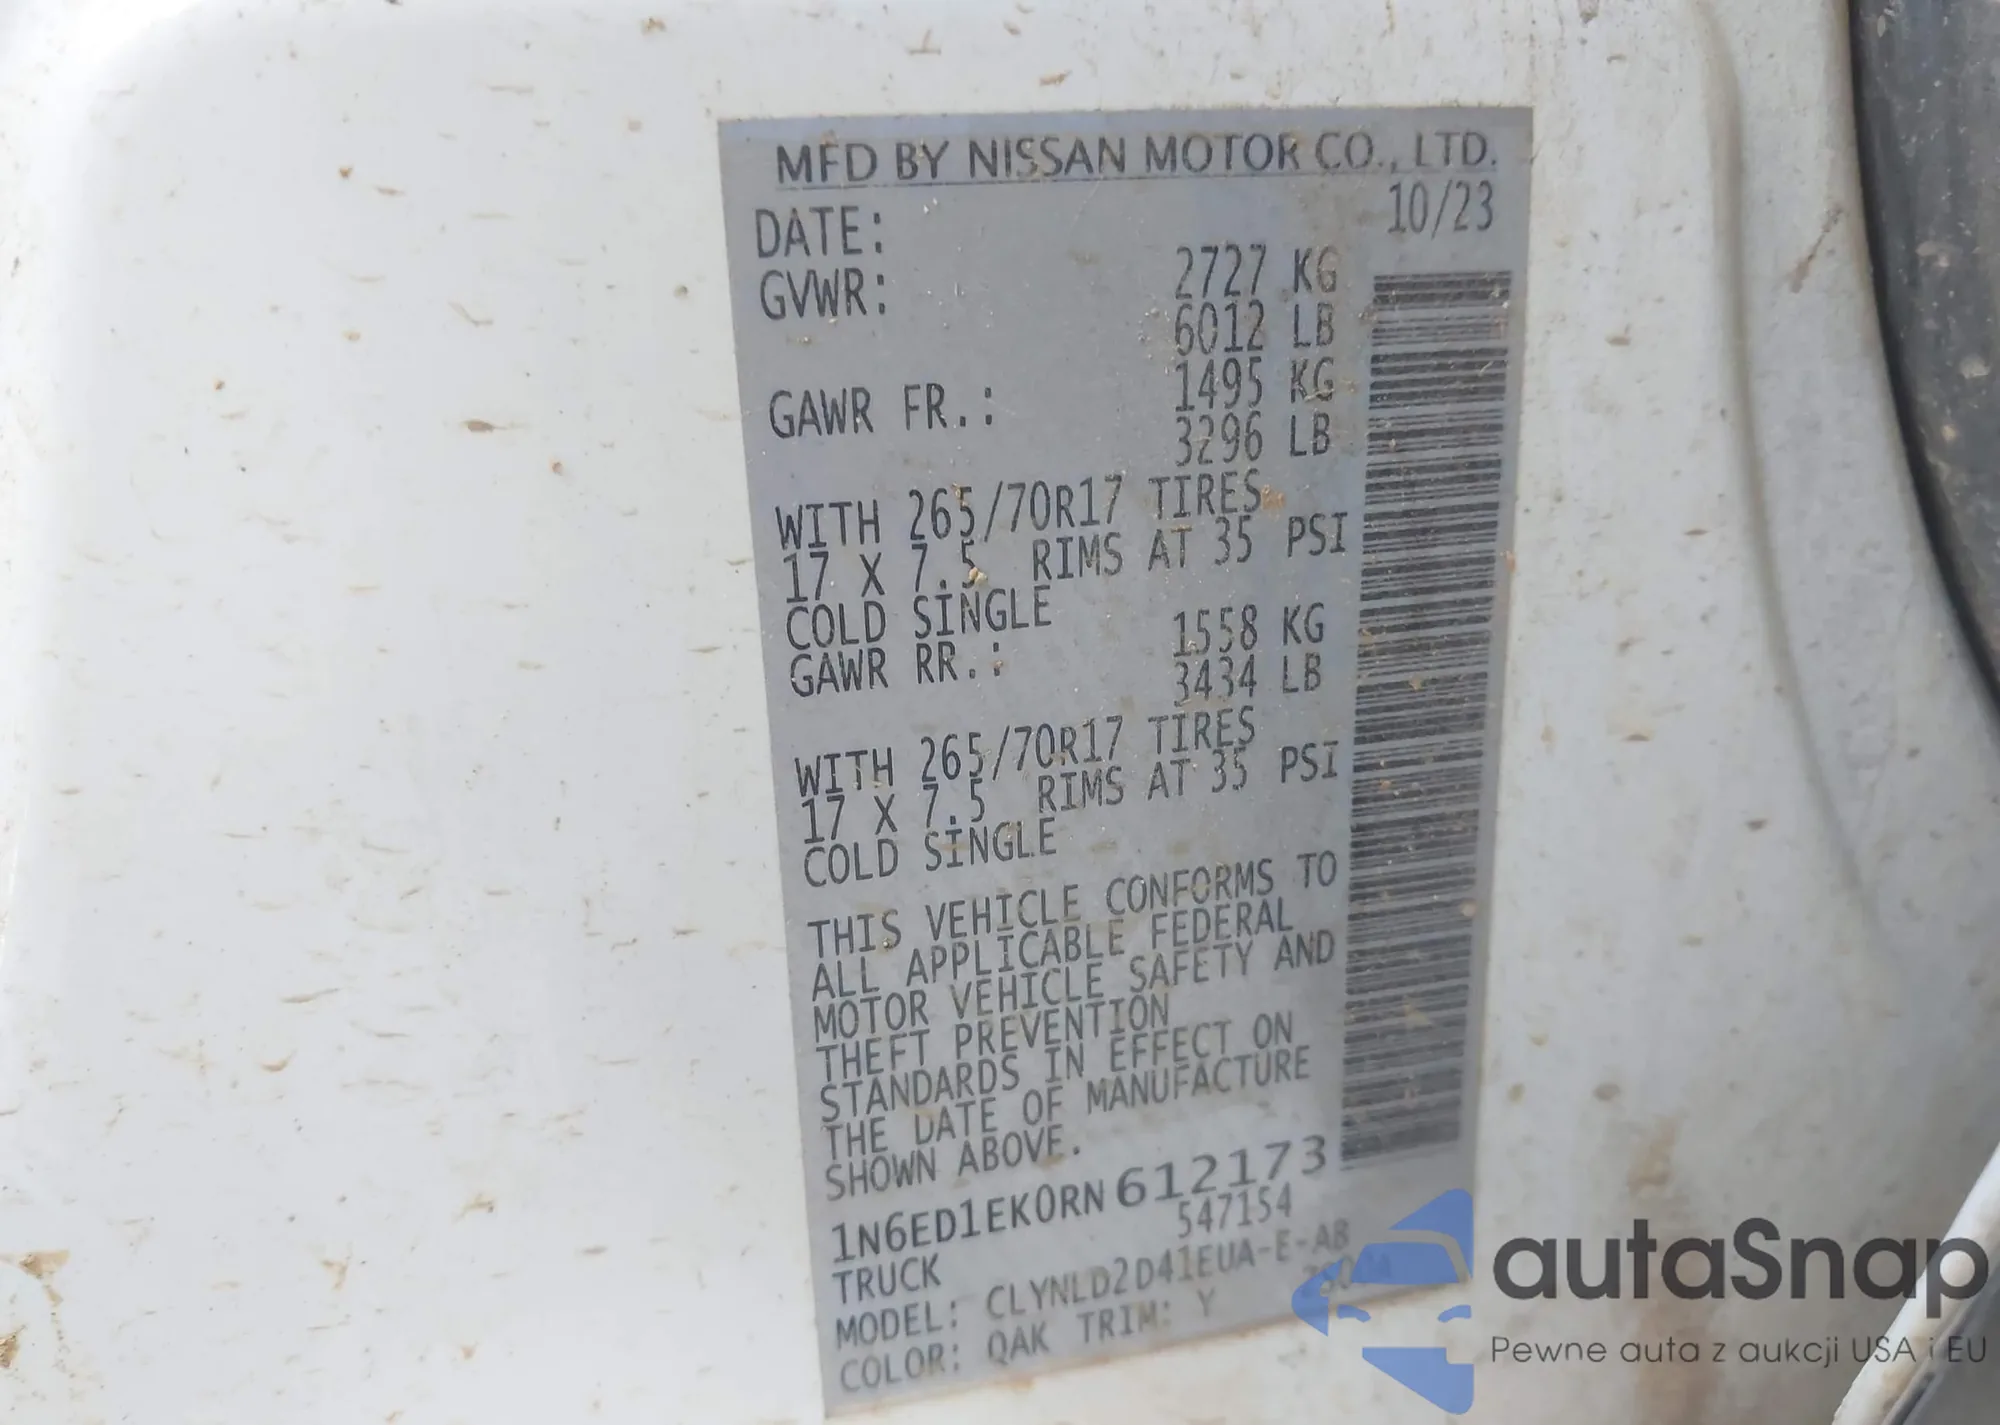 MFD BY NISSAN MOTOR CO., LTD.
DATE: 10/23
GVWR: 2727 KG
6012 LB
GAWR FR.: 1495 KG
3296 LB
WITH 265/70R17 TIRES
17 X 7.5 RIMS AT 35 PSI
COLD SINGLE
GAWR RR.: 1558 KG
3434 LB
WITH 265/70R17 TIRES
17 X 7.5 RIMS AT 35 PSI
COLD SINGLE
THIS VEHICLE CONFORMS TO
ALL APPLICABLE FEDERAL
MOTOR VEHICLE SAFETY AND
THEFT PREVENTION
STANDARDS IN EFFECT ON
THE DATE OF MANUFACTURE
SHOWN ABOVE.
1N6ED1EK0RN612173
TRUCK 547154
MODEL: CLYNLD2D41EUA-E-AB
COLOR: QAK TRIM: Y
autaSnap
Pewne auta z aukcji USA i EU